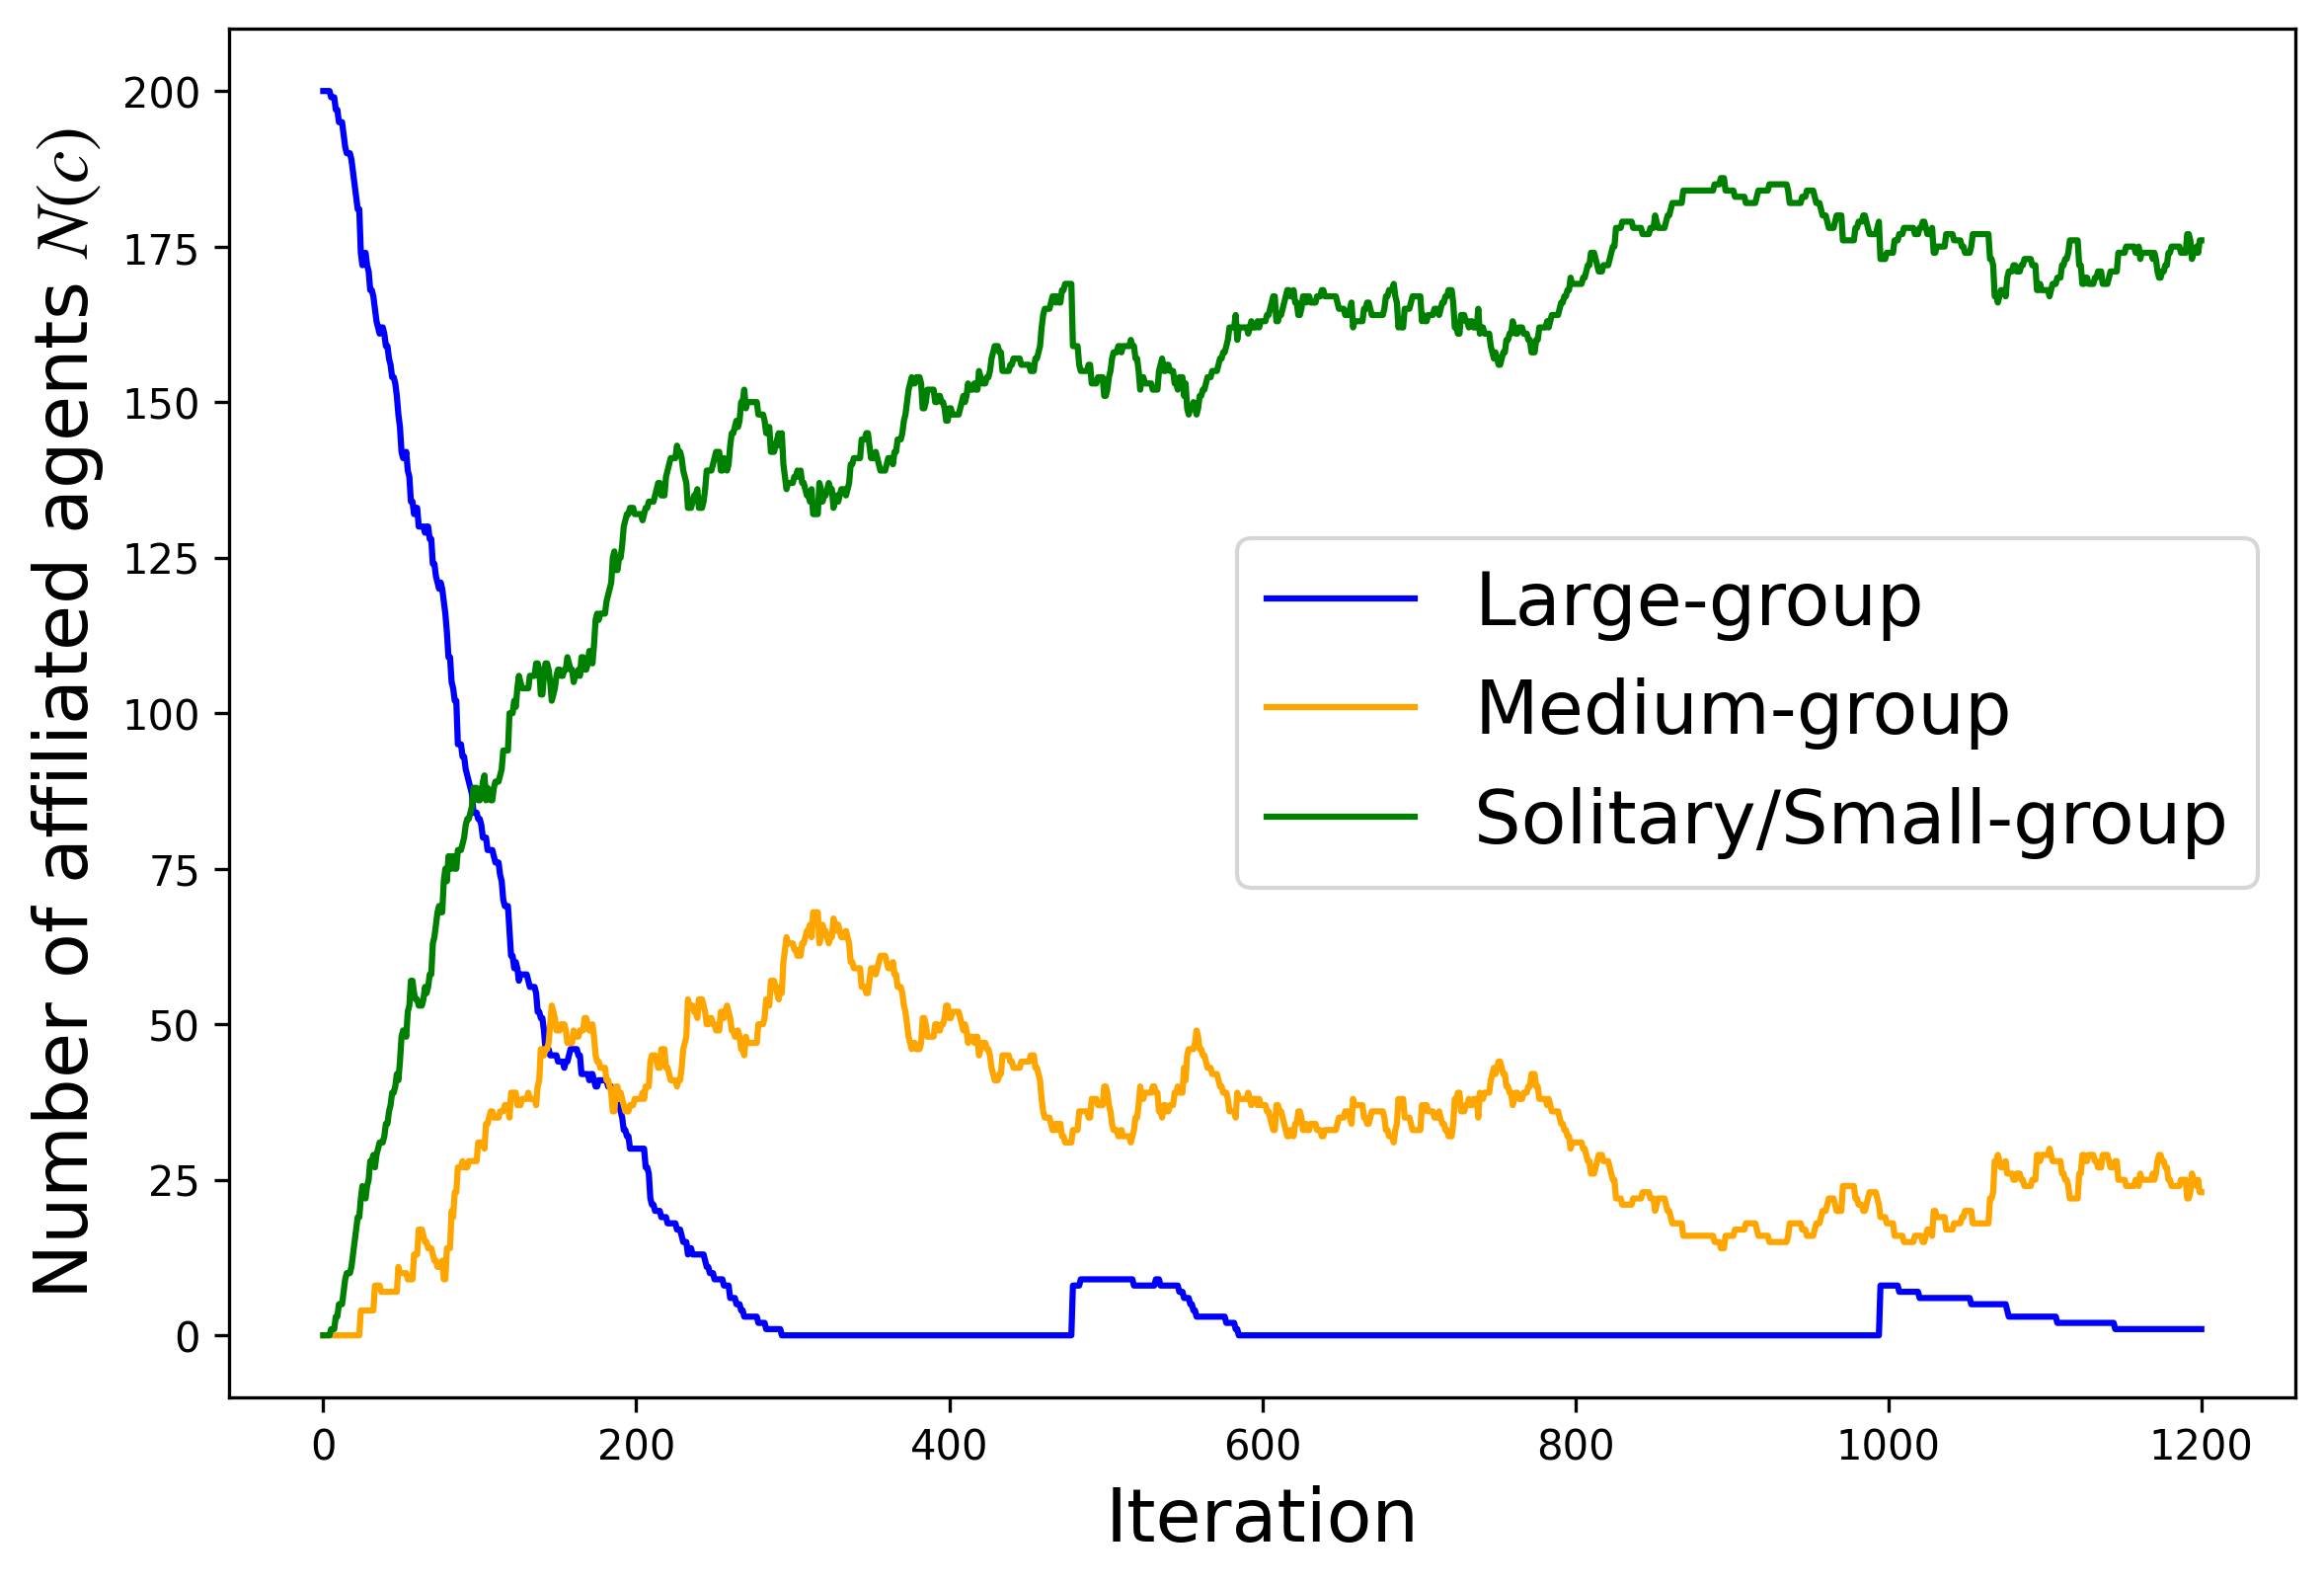 Number of affiliated agents N(c)
200
175
150
125
100
75
50
25
0
Large-group
Medium-group
Solitary/Small-group
0 200 400 600 800 1000 1200
Iteration